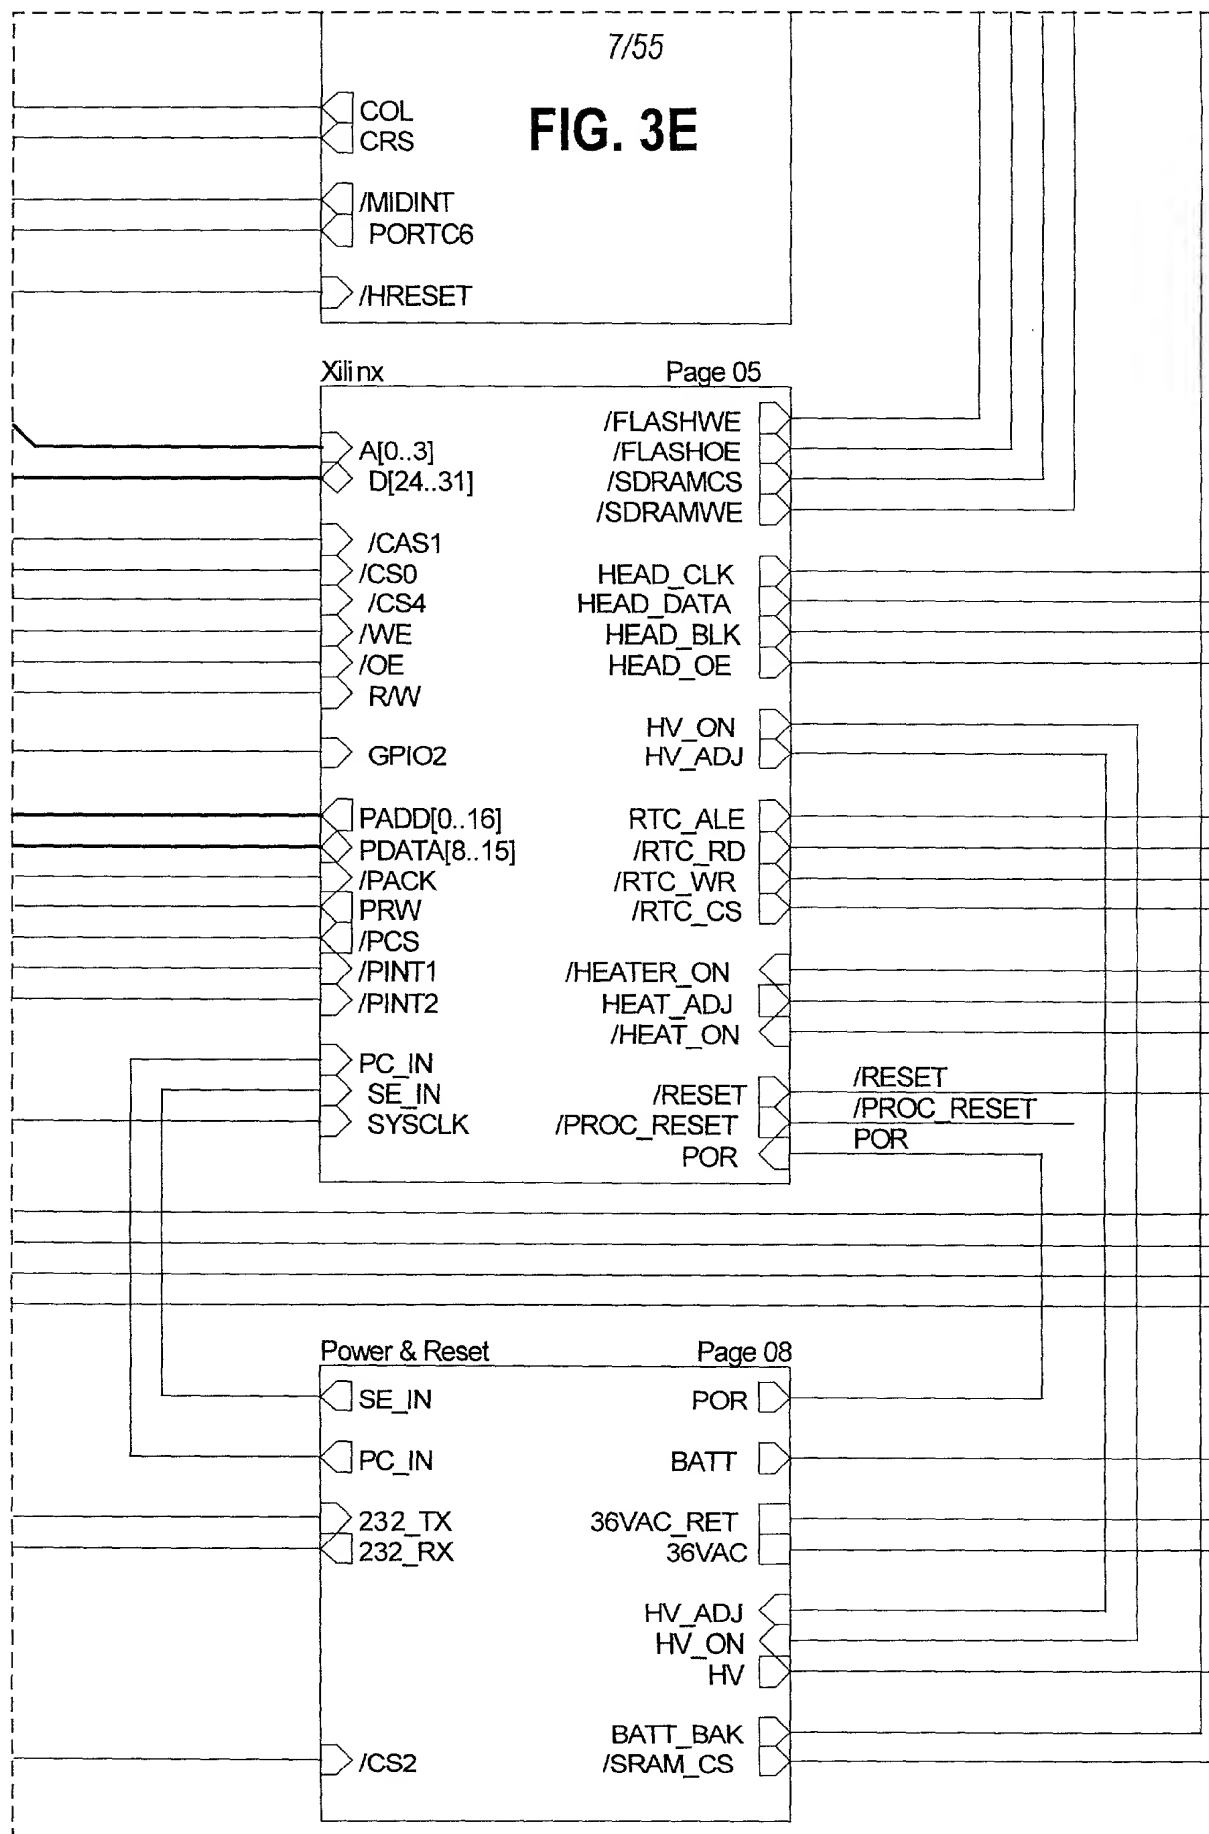 7/55
FIG. 3E
COL
CRS
/MIDINT
PORTC6
/HRESET
Xilinx Page 05
/FLASHWE
A[0..3] /FLASHOE
D[24..31] /SDRAMCS
/SDRAMWE
/CAS1
/CS0 HEAD_CLK
/CS4 HEAD_DATA
/WE HEAD_BLK
/OE HEAD_OE
R/W
HV_ON
GPIO2 HV_ADJ
PADD[0..16] RTC_ALE
PDATA[8..15] /RTC_RD
/PACK /RTC_WR
PRW /RTC_CS
/PCS
/PINT1 /HEATER_ON
/PINT2 HEAT_ADJ
/HEAT_ON
PC_IN
SE_IN /RESET /RESET
SYSCLK /PROC_RESET /PROC_RESET
POR POR
Power & Reset Page 08
SE_IN POR
PC_IN BATT
232_TX 36VAC_RET
232_RX 36VAC
HV_ADJ
HV_ON
HV
BATT_BAK
/CS2 /SRAM_CS